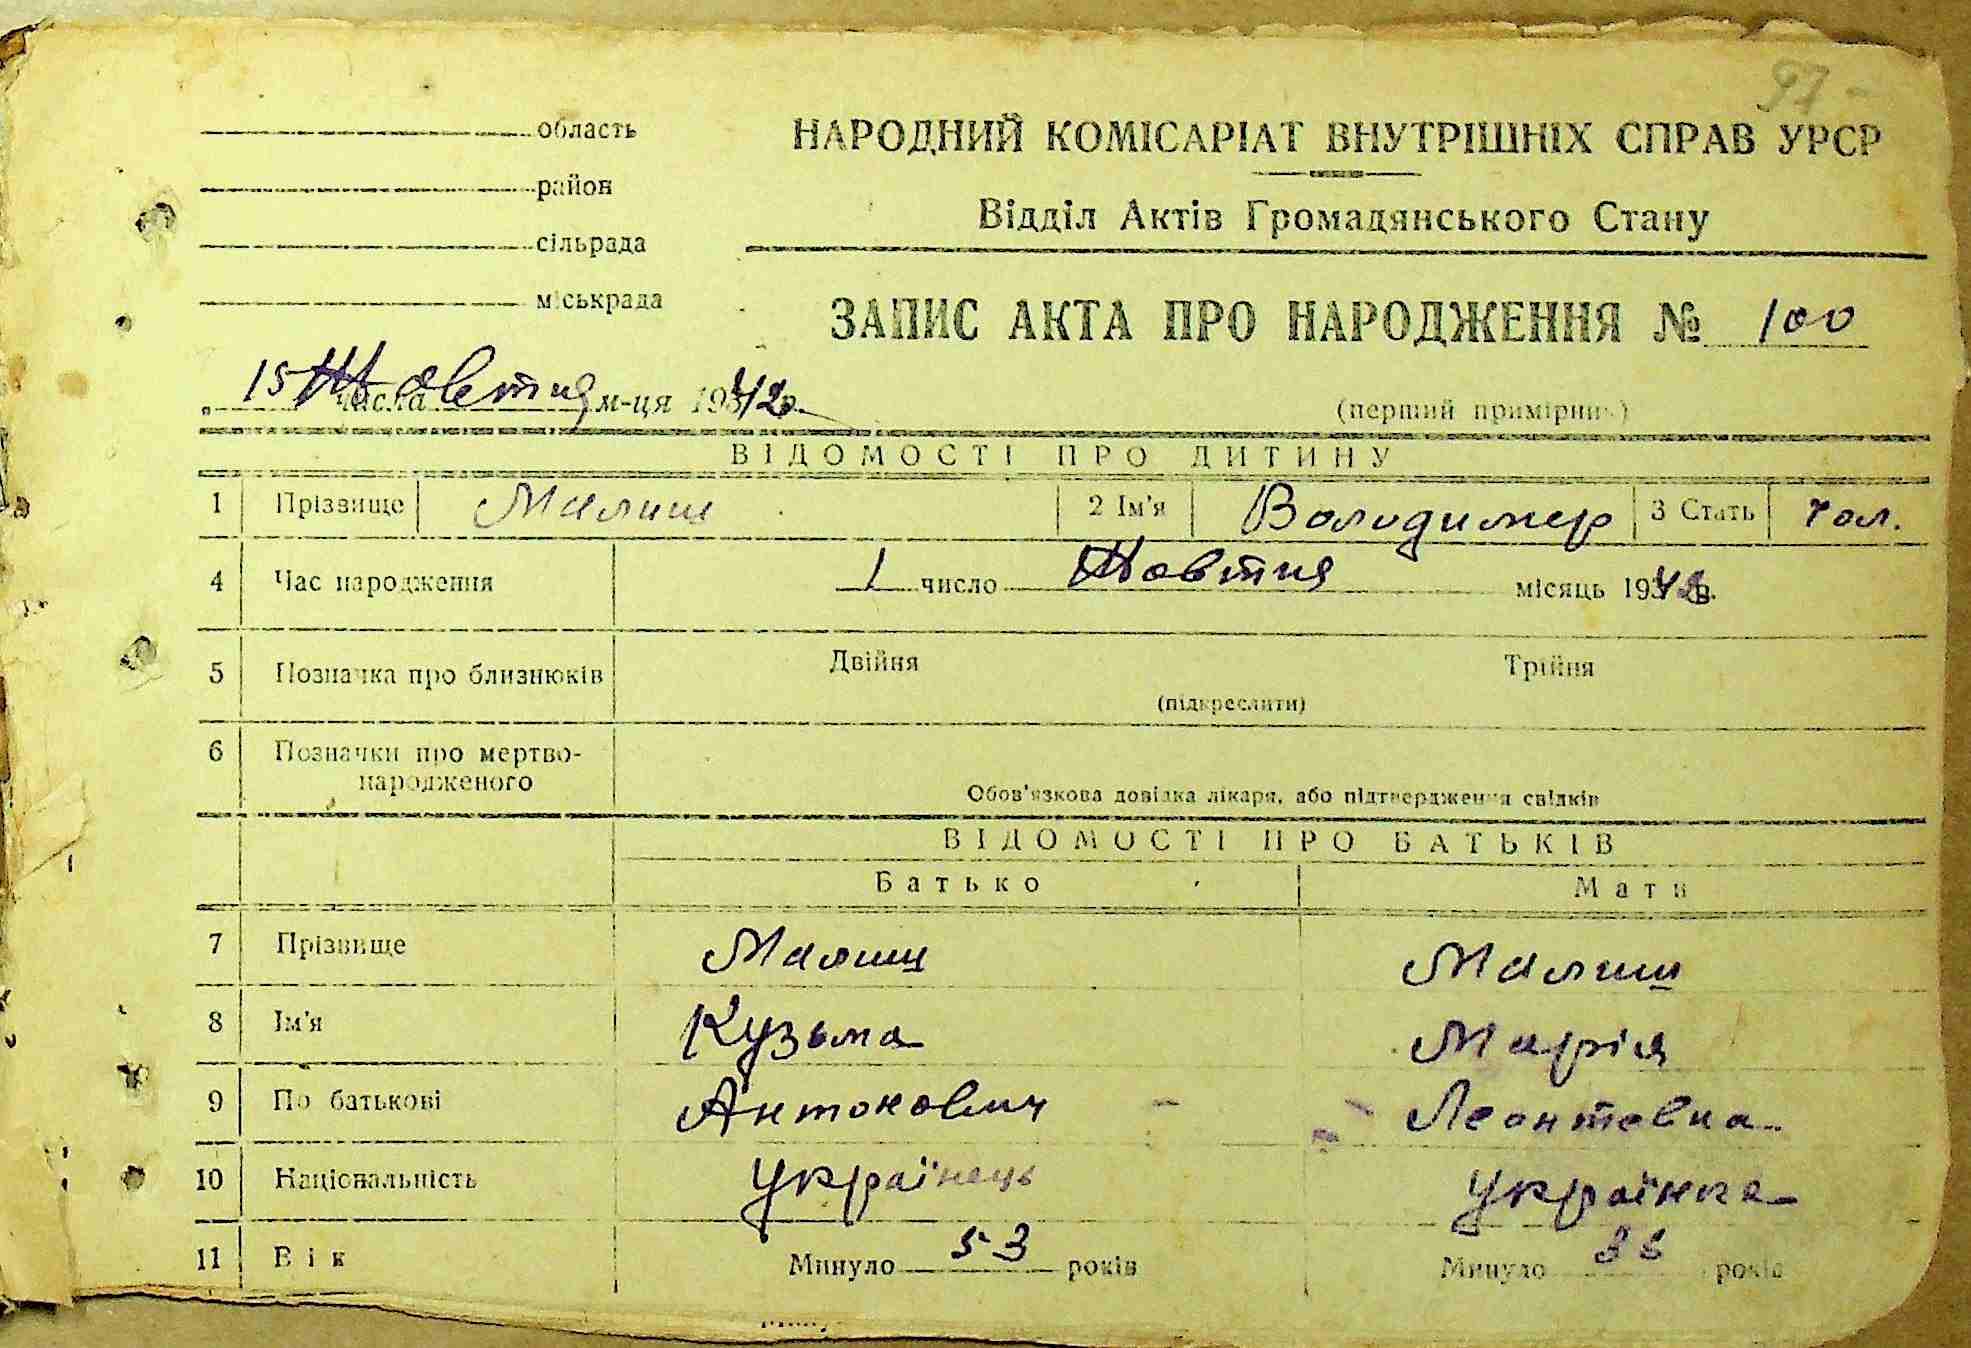 97-
область
район
сільрада
міськрада
НАРОДНИЙ КОМІСАРІАТ ВНУТРІШНІХ СПРАВ УРСР
Відділ Актів Громадянського Стану
ЗАПИС АКТА ПРО НАРОДЖЕННЯ № 100
15 числа Жовтня м-ця 1942 р.
(перший примірник)
ВІДОМОСТІ ПРО ДИТИНУ
1 Прізвище Малиш 2 Ім'я Володимер 3 Стать чол.
4 Час народження 1 число Жовтня місяць 1942 р.
5 Позначка про близнюків Двійня Трійня
(підкреслити)
6 Позначки про мертво-
народженого
Обов'язкова довідка лікаря, або підтвердження свідків
ВІДОМОСТІ ПРО БАТЬКІВ
Батько Мати
7 Прізвище Малиш Малиш
8 Ім'я Кузьма Марія
9 По батькові Антонович Леонтовна
10 Національність Українець Українка
11 Вік Минуло 53 років Минуло років